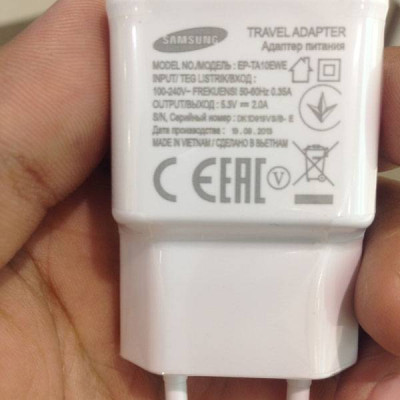 SAMSUNG
TRAVEL ADAPTER
Адаптер питания
MODEL NO./МОДЕЛЬ : EP-TA10EWE
INPUT/ TEG LISTRIK/ВХОД :
100-240V~ FREKUENSI 50-60Hz 0.35A
OUTPUT/ВЫХОД : 5.3V ⎓ 2.0A
S/N, Серийный номер :
Дата производства :
MADE IN VIETNAM / СДЕЛАНО В ВЬЕТНАМ
CE EAC V